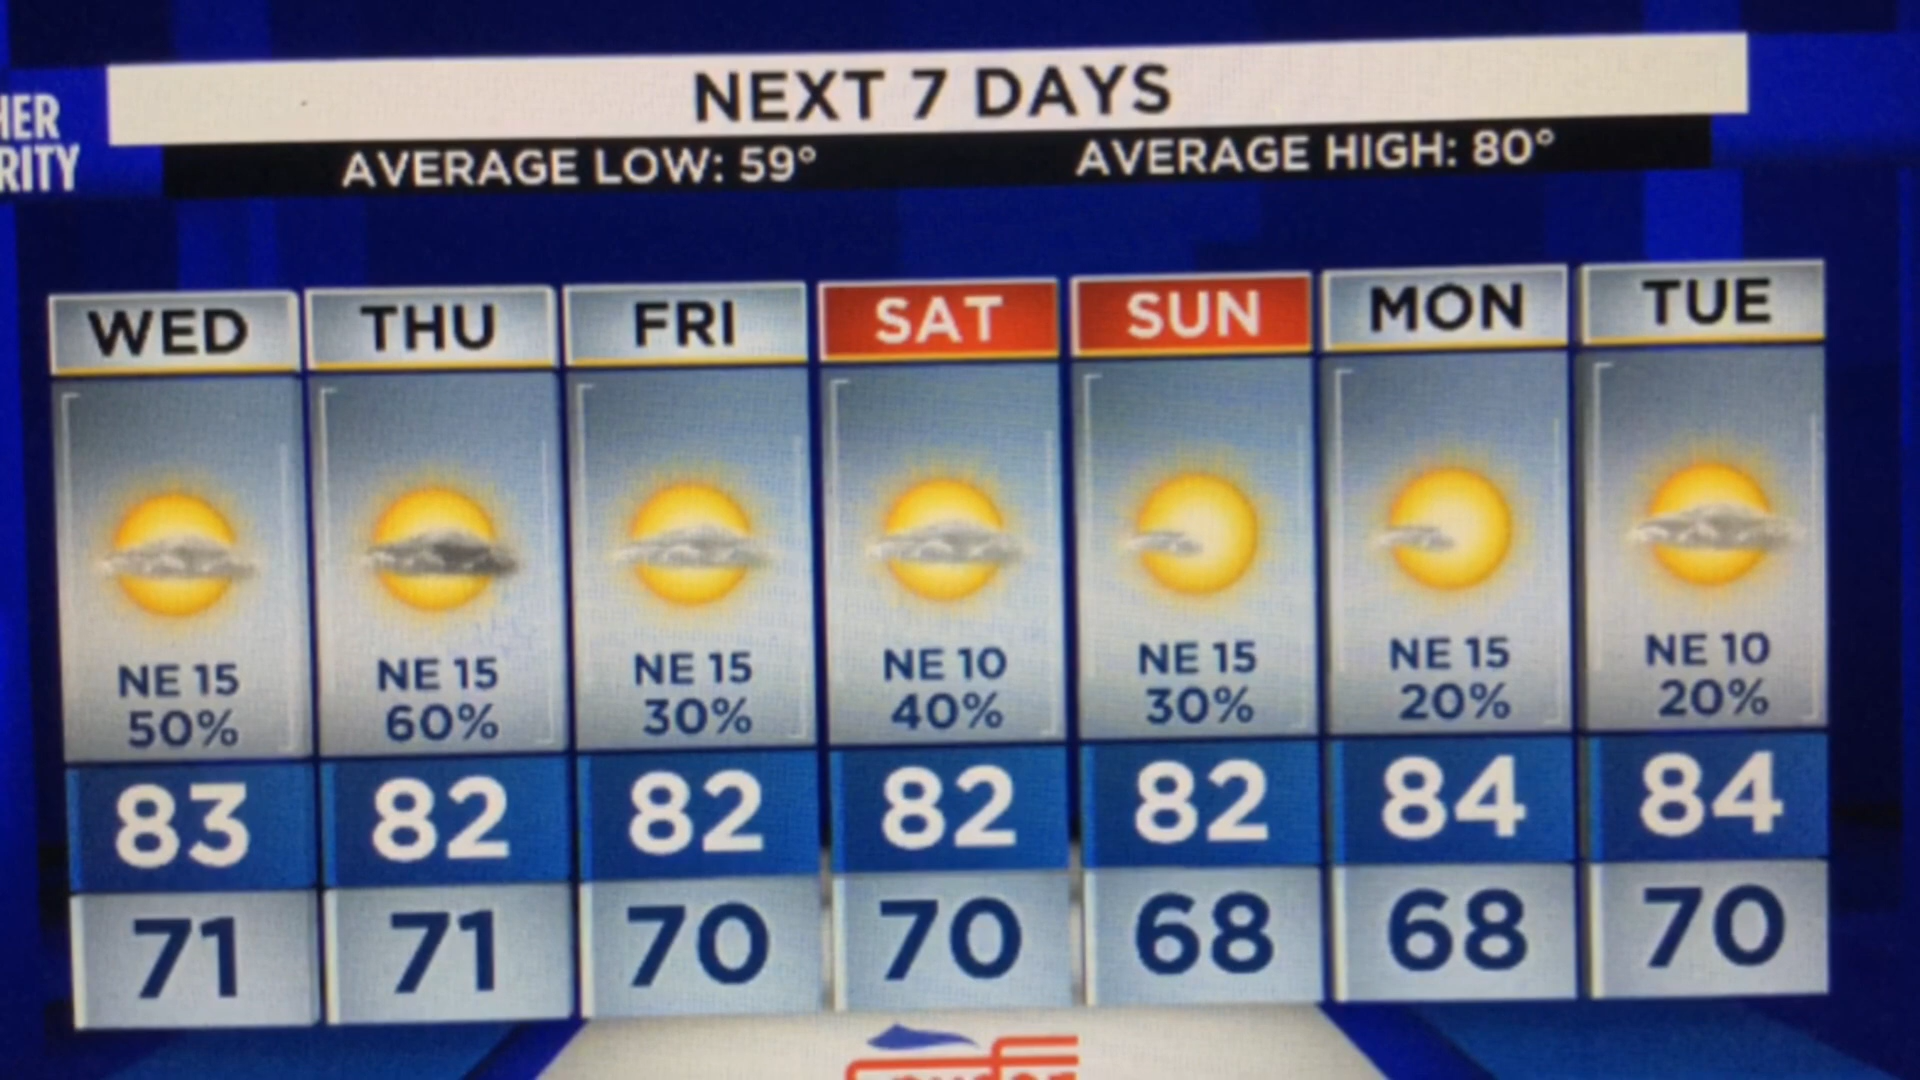 NEXT 7 DAYS
AVERAGE LOW: 59° AVERAGE HIGH: 80°
WED THU FRI SAT SUN MON TUE
NE 15 NE 15 NE 15 NE 10 NE 15 NE 15 NE 10
50% 60% 30% 40% 30% 20% 20%
83 82 82 82 82 84 84
71 71 70 70 68 68 70